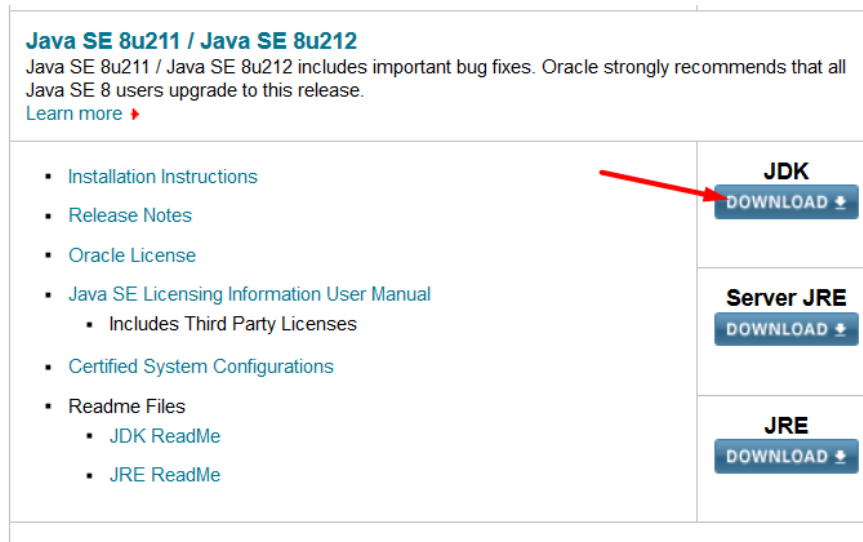 Java SE 8u211 / Java SE 8u212
Java SE 8u211 / Java SE 8u212 includes important bug fixes. Oracle strongly recommends that all
Java SE 8 users upgrade to this release.
Learn more
Installation Instructions
Release Notes
Oracle License
Java SE Licensing Information User Manual
Includes Third Party Licenses
Certified System Configurations
Readme Files
JDK ReadMe
JRE ReadMe
JDK
DOWNLOAD
Server JRE
DOWNLOAD
JRE
DOWNLOAD